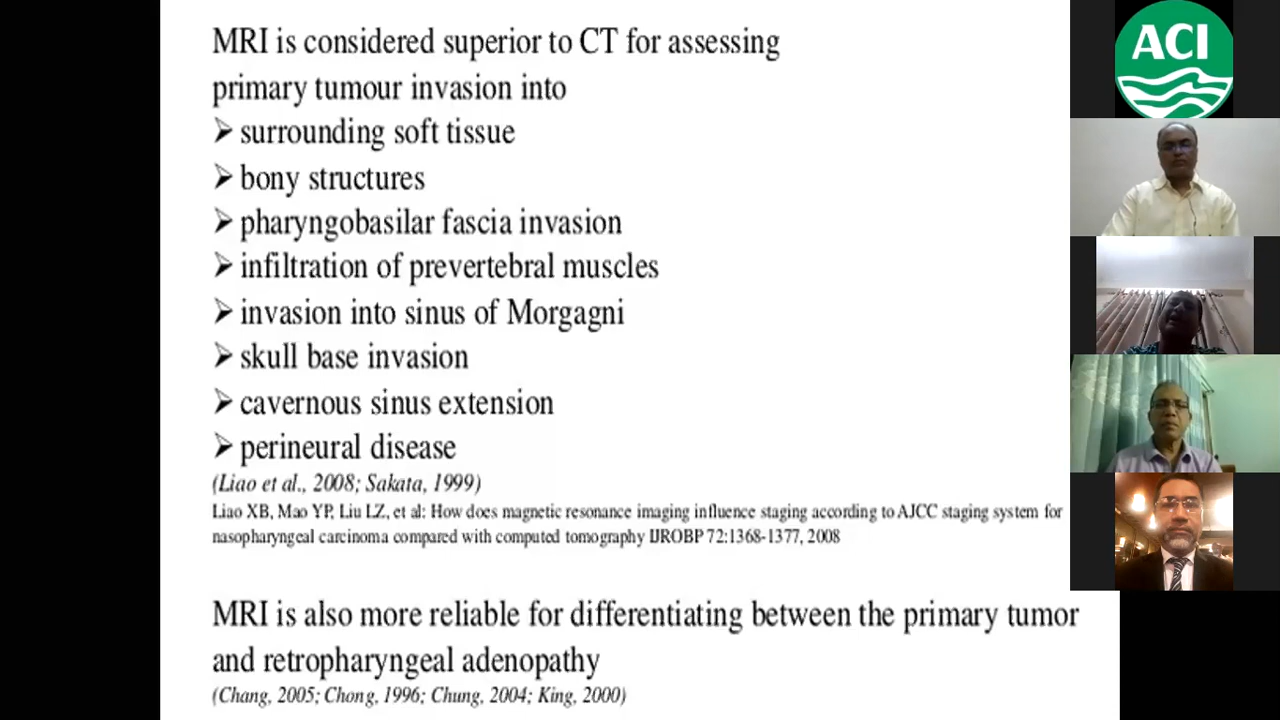 MRI is considered superior to CT for assessing
primary tumour invasion into
➢ surrounding soft tissue
➢ bony structures
➢ pharyngobasilar fascia invasion
➢ infiltration of prevertebral muscles
➢ invasion into sinus of Morgagni
➢ skull base invasion
➢ cavernous sinus extension
➢ perineural disease
(Liao et al., 2008; Sakata, 1999)
Liao XB, Mao YP, Liu LZ, et al: How does magnetic resonance imaging influence staging according to AJCC staging system for
nasopharyngeal carcinoma compared with computed tomography IJROBP 72:1368-1377, 2008
MRI is also more reliable for differentiating between the primary tumor
and retropharyngeal adenopathy
(Chang, 2005; Chong, 1996; Chung, 2004; King, 2000)
ACI